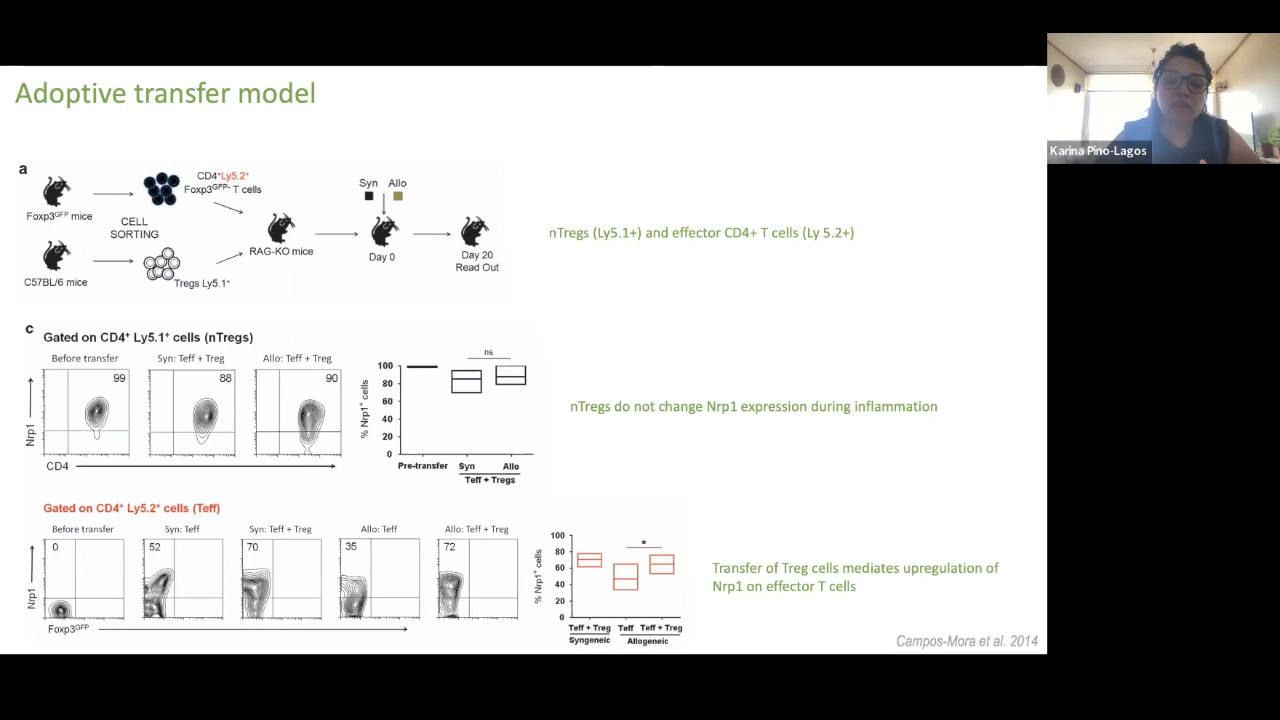 Adoptive transfer model
Karina Pino-Lagos
a
CD4⁺Ly5.2⁺
Foxp3ᴳᶠᴾ⁻ T cells
Syn Allo
Foxp3ᴳᶠᴾ mice
CELL
SORTING
RAG-KO mice
Day 0
Day 20
Read Out
C57BL/6 mice
Tregs Ly5.1⁺
nTregs (Ly5.1+) and effector CD4+ T cells (Ly 5.2+)
c
Gated on CD4⁺ Ly5.1⁺ cells (nTregs)
Before transfer
Syn: Teff + Treg
Allo: Teff + Treg
99
88
90
Nrp1
CD4
ns
% Nrp1⁺ cells
100
80
60
40
20
0
Pre-transfer Syn Allo
Teff + Tregs
nTregs do not change Nrp1 expression during inflammation
Gated on CD4⁺ Ly5.2⁺ cells (Teff)
Before transfer
Syn: Teff
Syn: Teff + Treg
Allo: Teff
Allo: Teff + Treg
0
52
70
35
72
Nrp1
Foxp3ᴳᶠᴾ
*
% Nrp1⁺ cells
100
80
60
40
20
0
Teff + Treg Teff Teff + Treg
Syngeneic Allogeneic
Transfer of Treg cells mediates upregulation of
Nrp1 on effector T cells
Campos-Mora et al. 2014